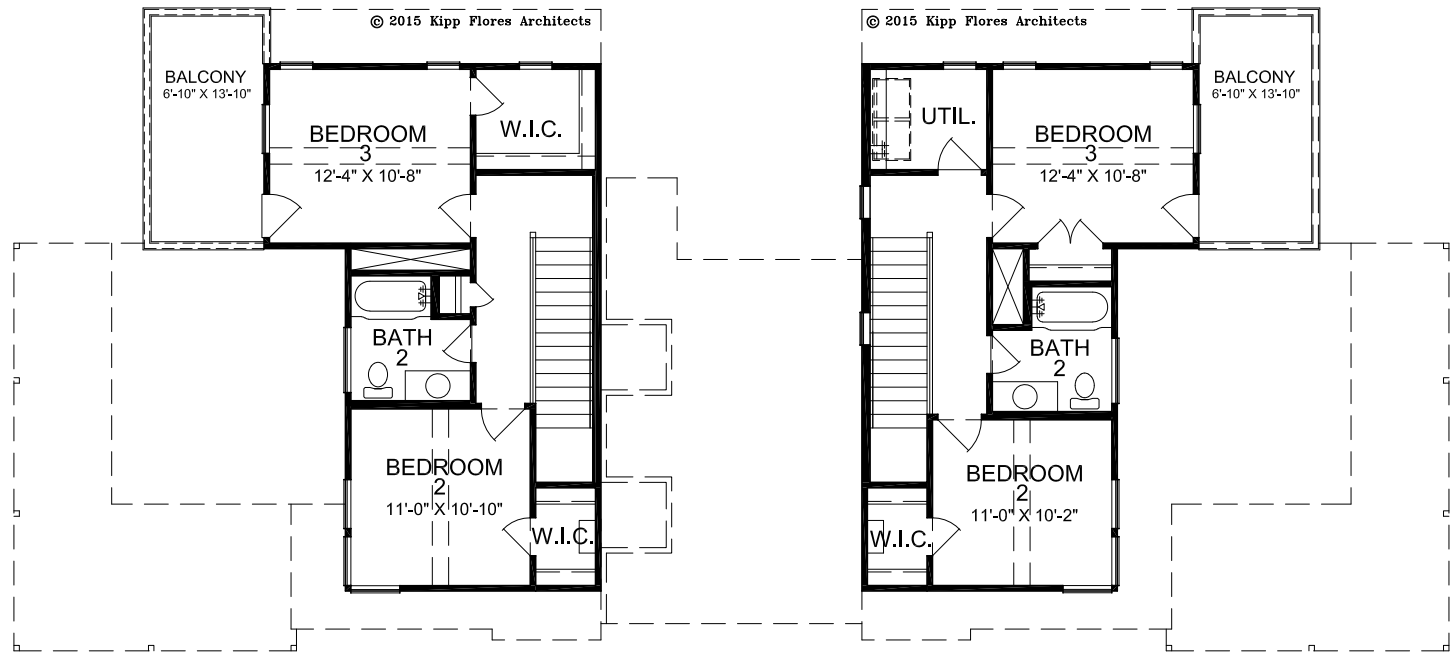 © 2015 Kipp Flores Architects
BALCONY
6'-10" X 13'-10"
BEDROOM
3
12'-4" X 10'-8"
W.I.C.
BATH
2
BEDROOM
2
11'-0" X 10'-10"
W.I.C.
© 2015 Kipp Flores Architects
UTIL.
BEDROOM
3
12'-4" X 10'-8"
BALCONY
6'-10" X 13'-10"
BATH
2
BEDROOM
2
11'-0" X 10'-2"
W.I.C.